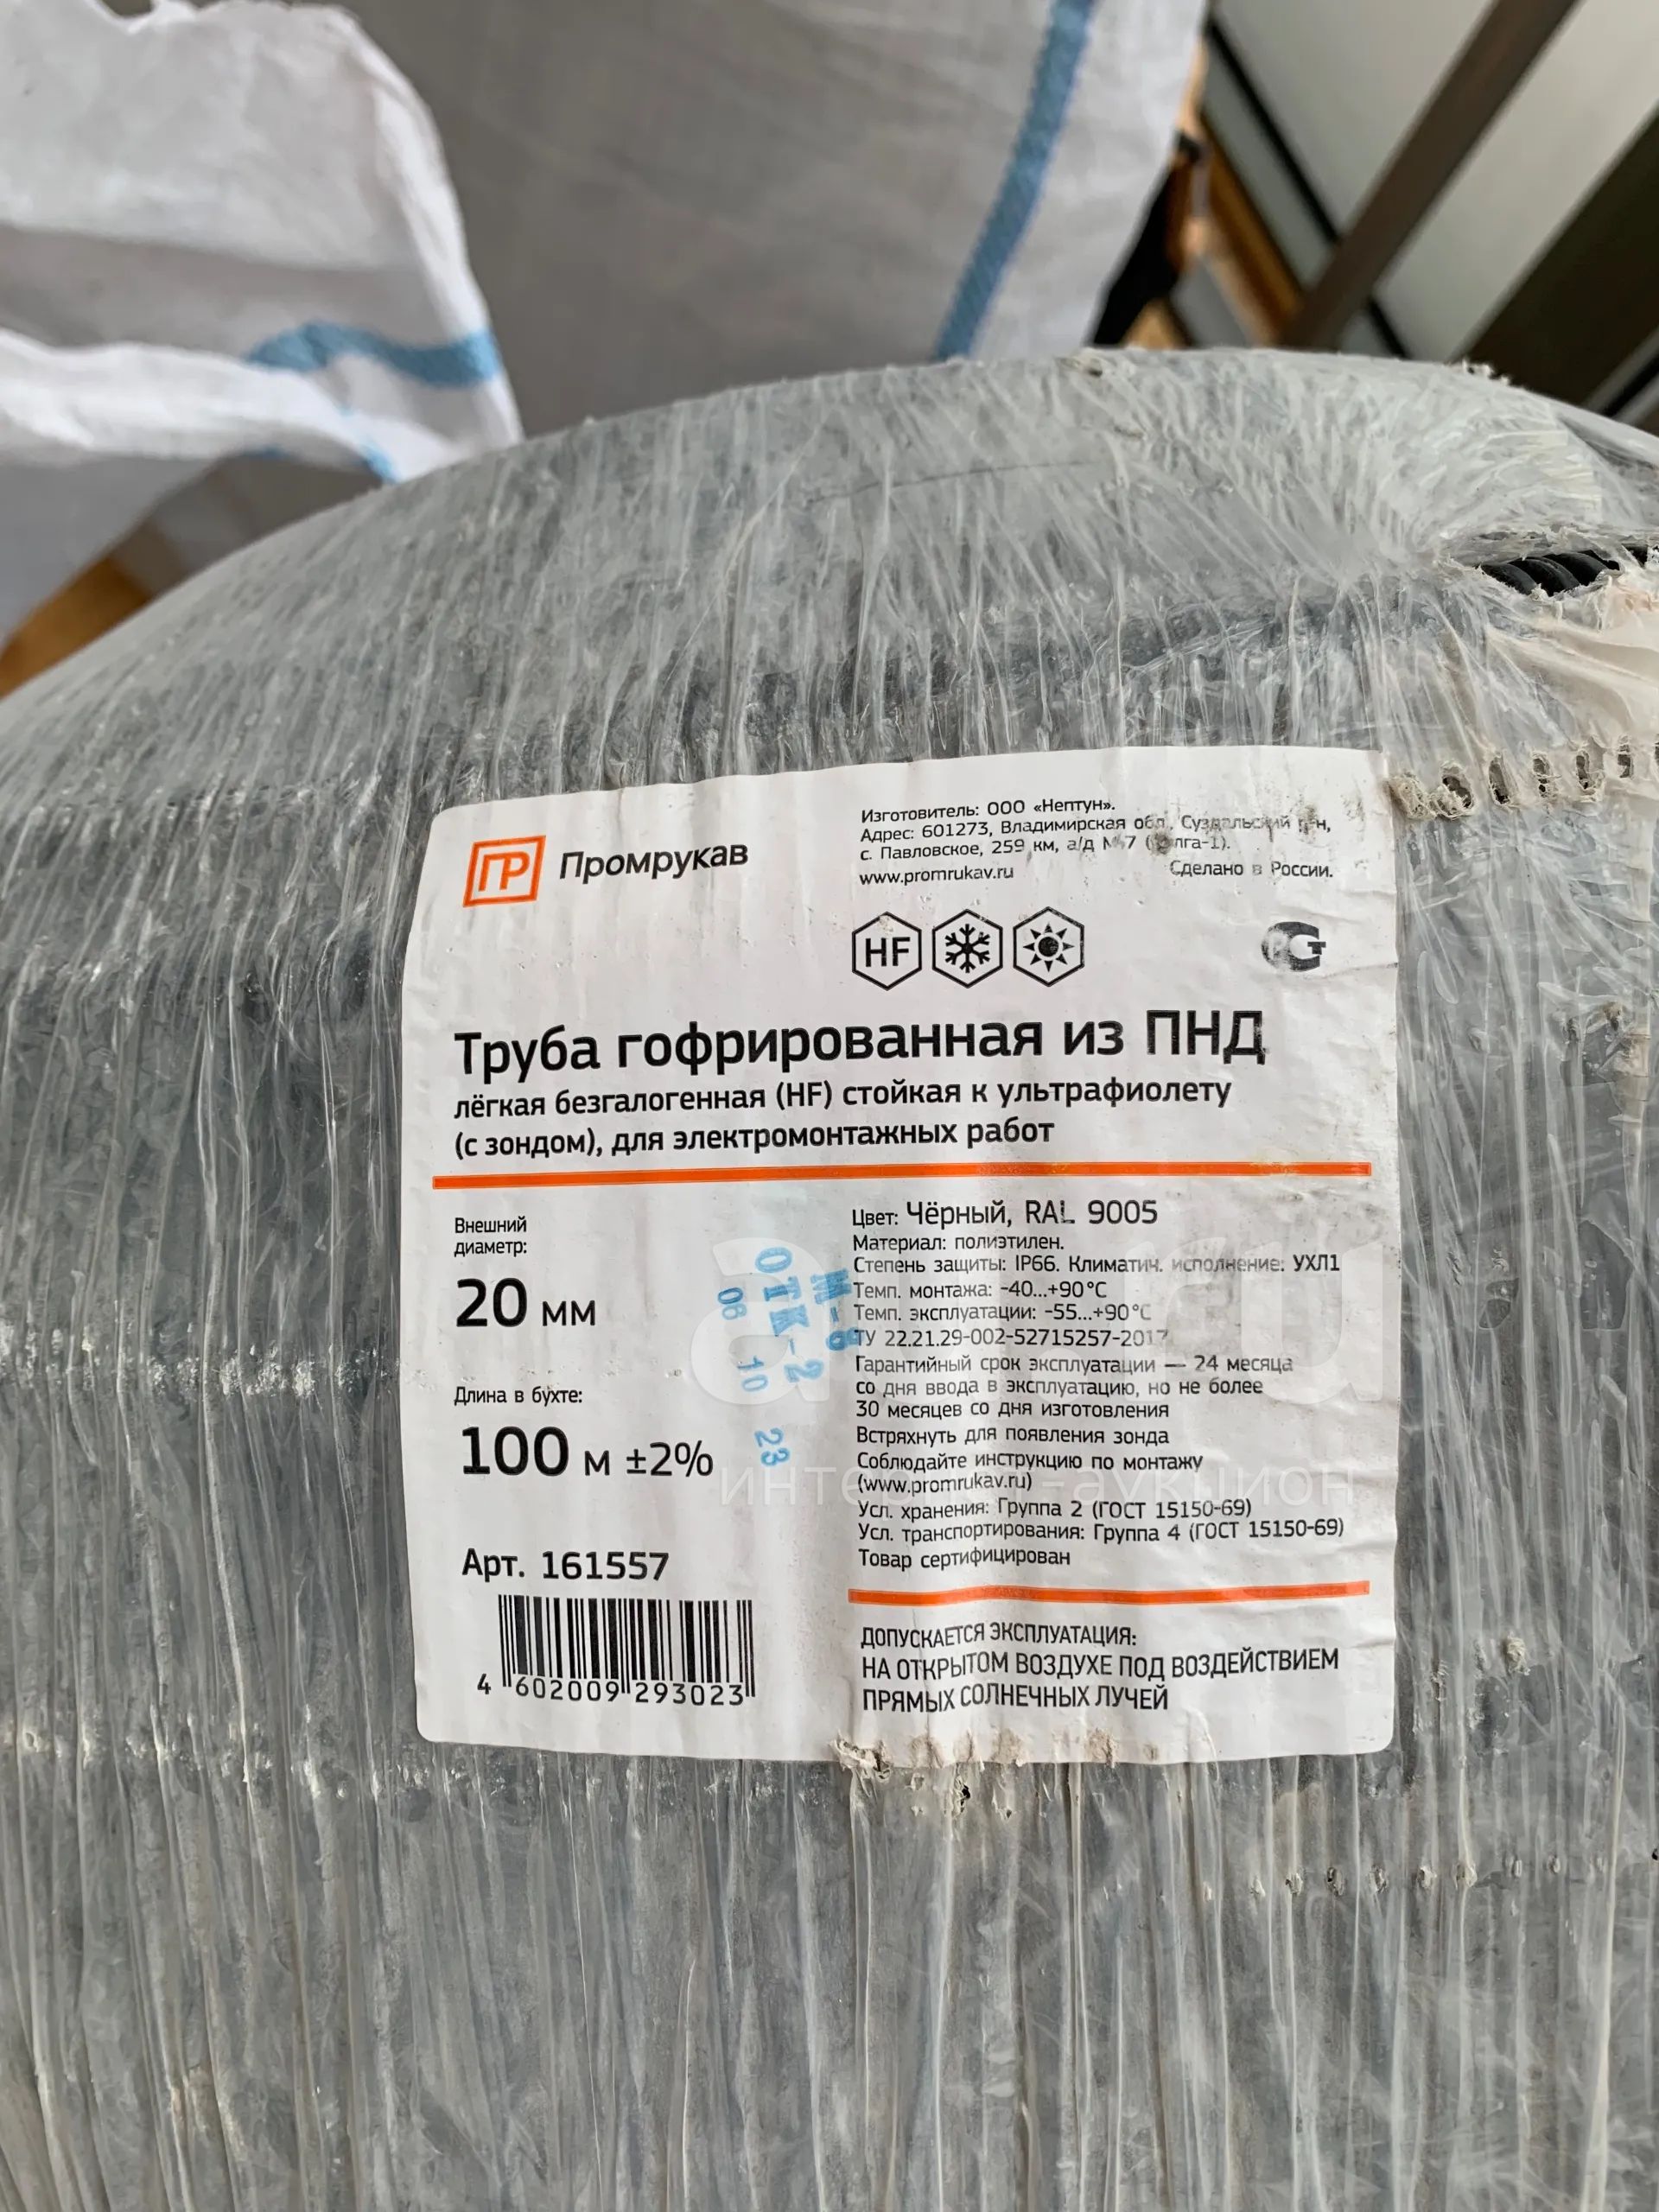 Изготовитель: ООО «Нептун».
Адрес: 601273, Владимирская обл., Суздальский р-н,
с. Павловское, 259 км, а/д М-7 (Волга-1).
www.promrukav.ru
Сделано в России.
ПР Промрукав
HF
Труба гофрированная из ПНД
лёгкая безгалогенная (HF) стойкая к ультрафиолету
(с зондом), для электромонтажных работ
Внешний
диаметр:
20 мм
Длина в бухте:
100 м ±2%
Арт. 161557
4 602009 293023
М-6
ОТК-2
06 10 23
Цвет: Чёрный, RAL 9005
Материал: полиэтилен.
Степень защиты: IP66. Климатич. исполнение: УХЛ1
Темп. монтажа: -40...+90°C
Темп. эксплуатации: -55...+90°C
ТУ 22.21.29-002-52715257-2017
Гарантийный срок эксплуатации — 24 месяца
со дня ввода в эксплуатацию, но не более
30 месяцев со дня изготовления
Встряхнуть для появления зонда
Соблюдайте инструкцию по монтажу
(www.promrukav.ru)
Усл. хранения: Группа 2 (ГОСТ 15150-69)
Усл. транспортирования: Группа 4 (ГОСТ 15150-69)
Товар сертифицирован
ДОПУСКАЕТСЯ ЭКСПЛУАТАЦИЯ:
НА ОТКРЫТОМ ВОЗДУХЕ ПОД ВОЗДЕЙСТВИЕМ
ПРЯМЫХ СОЛНЕЧНЫХ ЛУЧЕЙ
интернет-аукцион